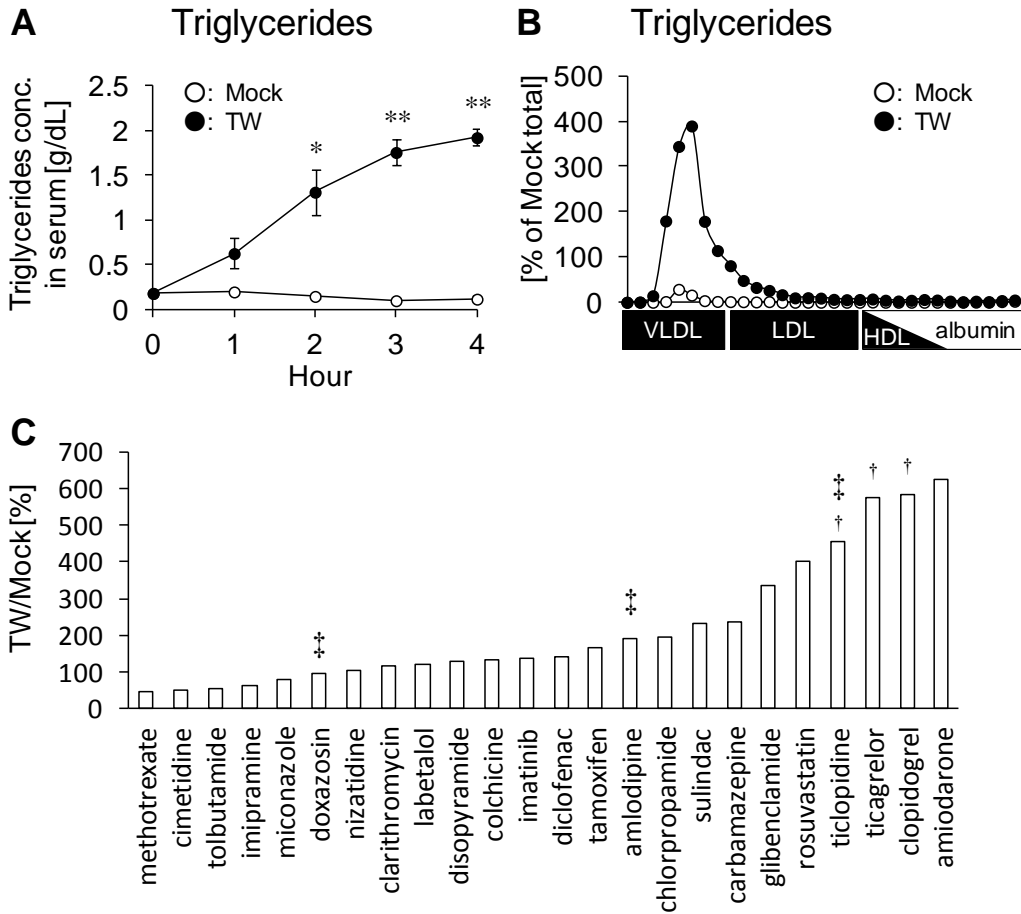 A Triglycerides
Triglycerides conc.
in serum [g/dL]
2.5
2
1.5
1
0.5
0
○: Mock
●: TW
*
**
**
0 1 2 3 4
Hour
B Triglycerides
[% of Mock total]
500
400
300
200
100
0
○: Mock
●: TW
VLDL LDL HDL albumin
C
TW/Mock [%]
700
600
500
400
300
200
100
0
‡
‡
‡
†
†
†
methotrexate
cimetidine
tolbutamide
imipramine
miconazole
doxazosin
nizatidine
clarithromycin
labetalol
disopyramide
colchicine
imatinib
diclofenac
tamoxifen
amlodipine
chlorpropamide
sulindac
carbamazepine
glibenclamide
rosuvastatin
ticlopidine
ticagrelor
clopidogrel
amiodarone